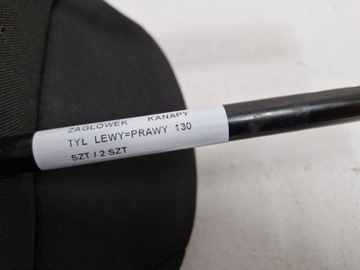 ZAGŁÓWEK KANAPY
TYL LEWY=PRAWY 130
SZT / 2 SZT